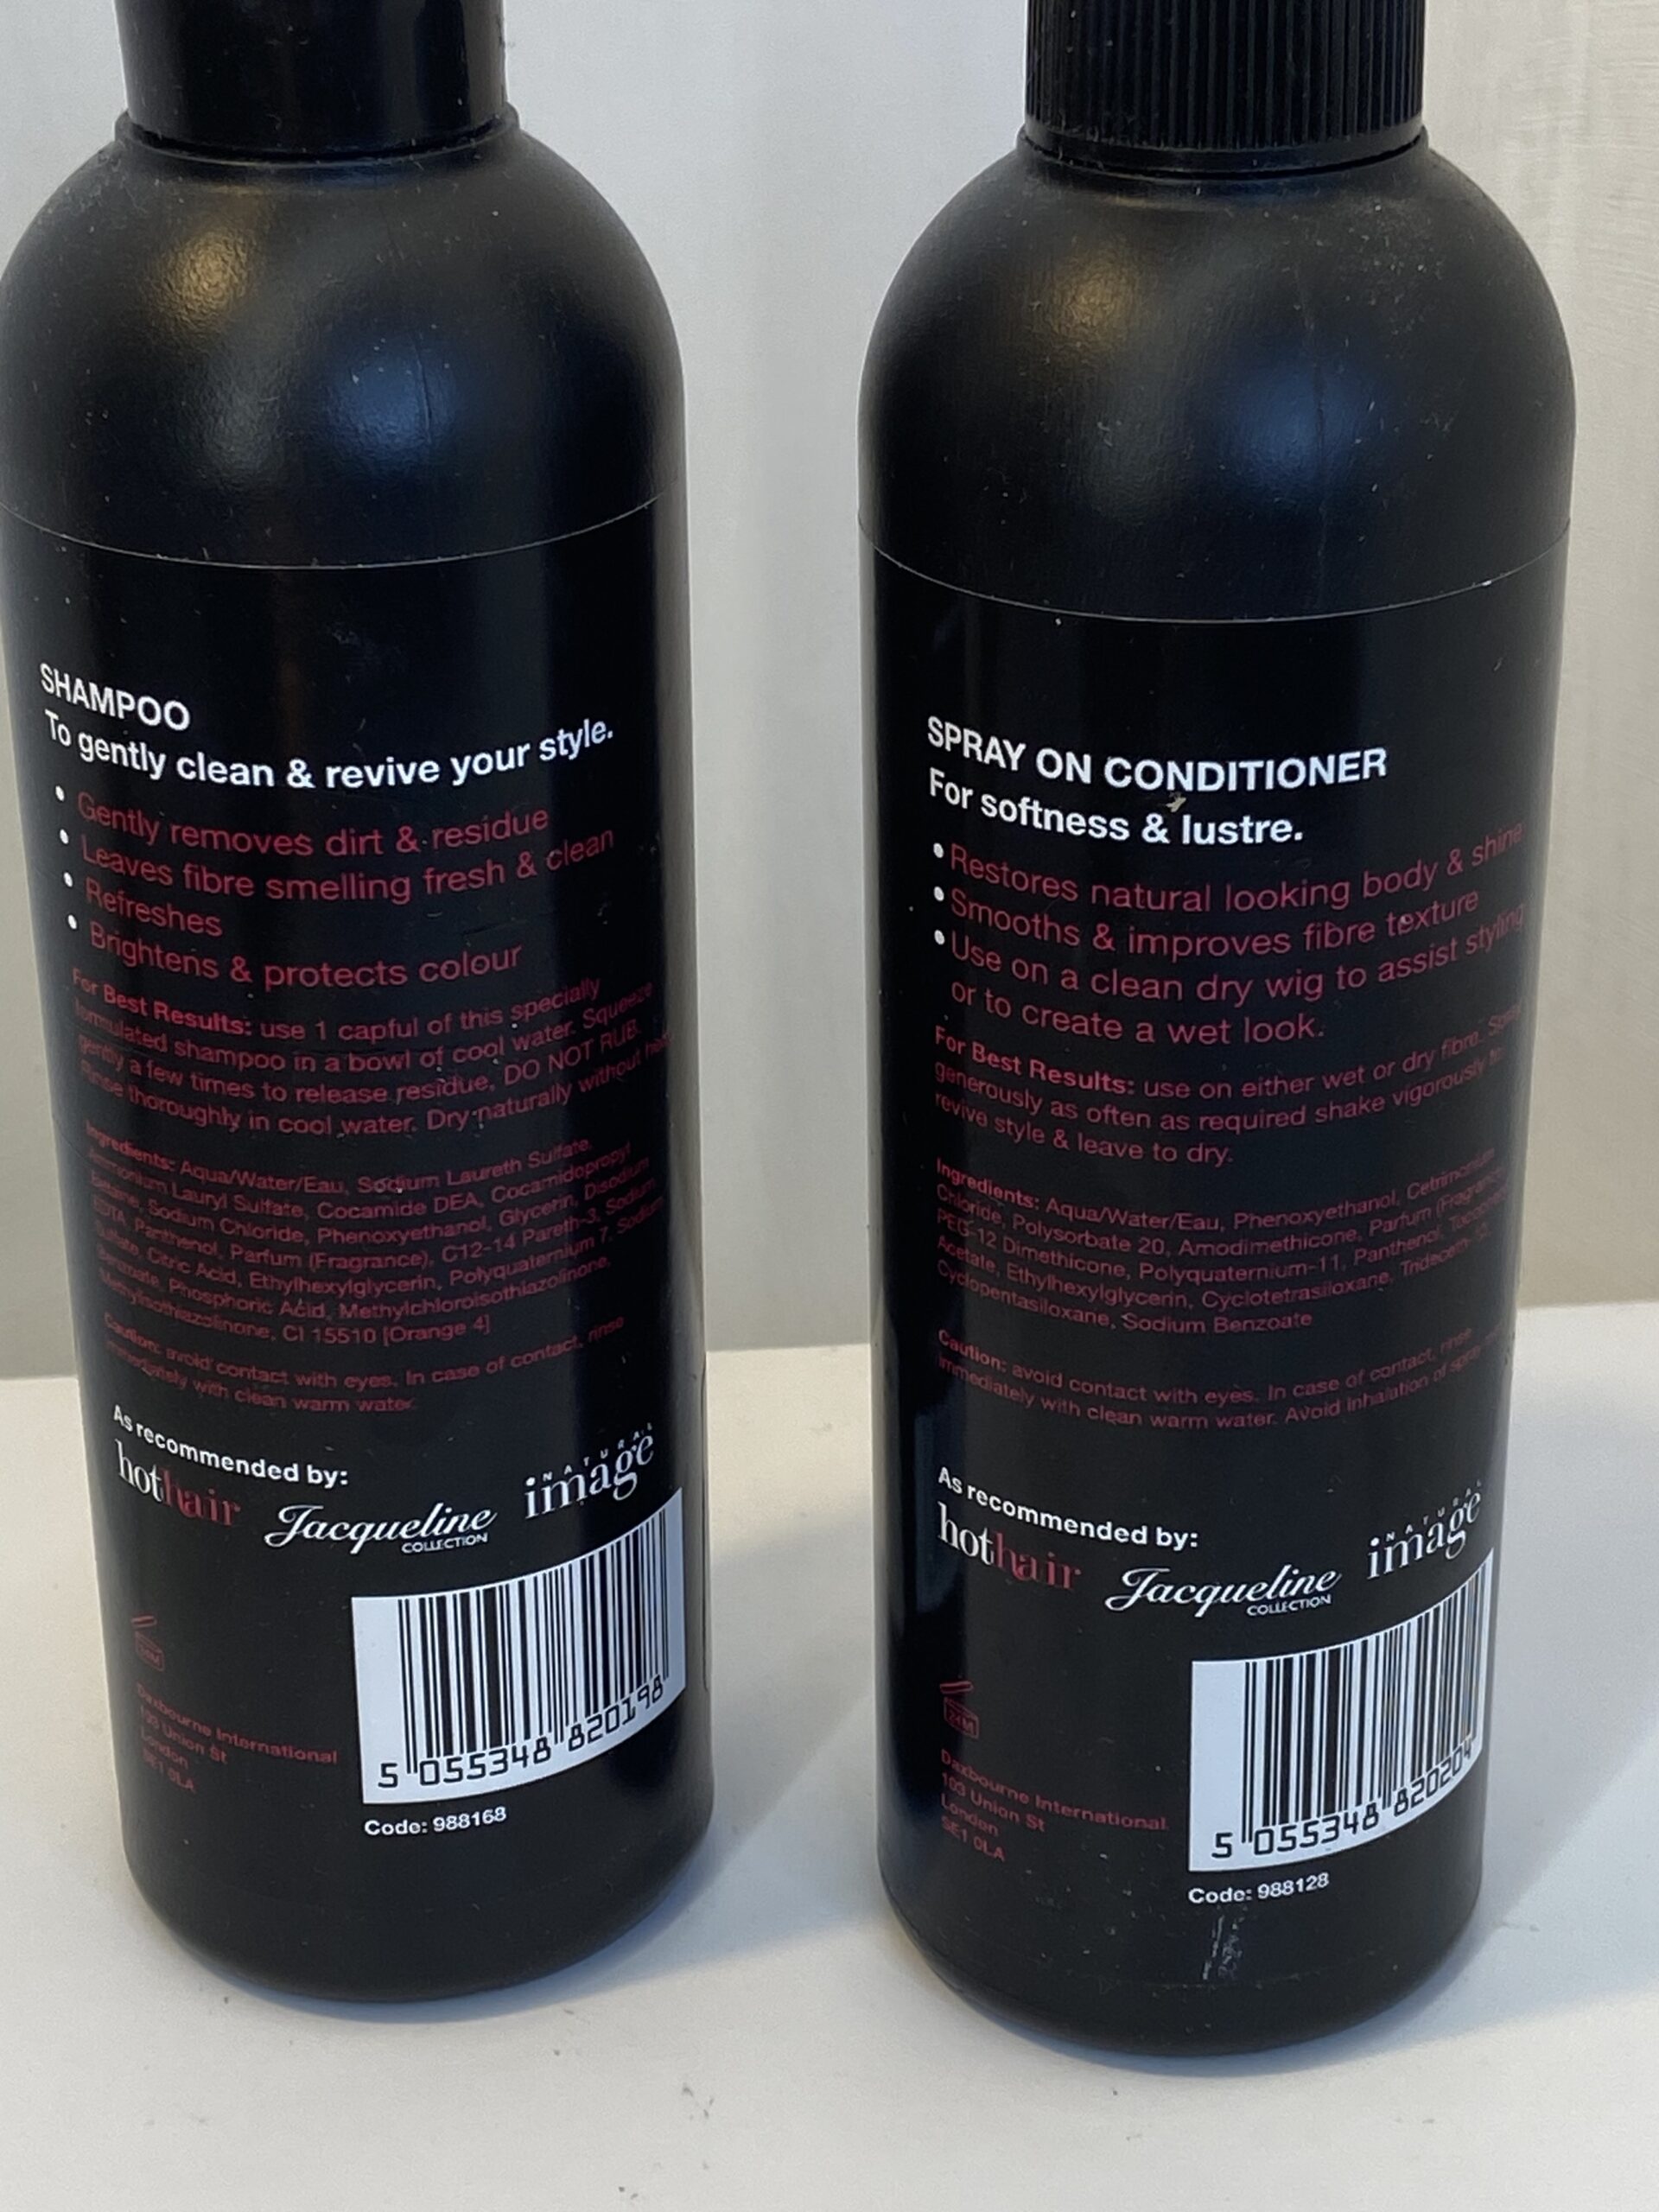 SHAMPOO
To gently clean & revive your style.
• Gently removes dirt & residue
• Leaves fibre smelling fresh & clean
• Refreshes
• Brightens & protects colour
For Best Results: use 1 capful of this specially
formulated shampoo in a bowl of cool water. Squeeze
gently a few times to release residue, DO NOT RUB.
Rinse thoroughly in cool water. Dry naturally without
Ingredients: Aqua/Water/Eau, Sodium Laureth Sulfate,
Ammonium Lauryl Sulfate, Cocamide DEA, Cocamidopropyl
Betaine, Sodium Chloride, Phenoxyethanol, Glycerin, Disodium
EDTA, Panthenol, Parfum (Fragrance), C12-14 Pareth-3, Sodium
Sulfate, Citric Acid, Ethylhexylglycerin, Polyquaternium 7, Sodium
Benzoate, Phosphoric Acid, Methylchloroisothiazolinone,
Methylisothiazolinone, CI 15510 [Orange 4]
Caution: avoid contact with eyes. In case of contact, rinse
immediately with clean warm water.
As recommended by:
hothair
Jacqueline
COLLECTION
NATURAL
image
24M
Daxbourne International
103 Union St
London
SE1 0LA
5 055348 820198
Code: 988168
SPRAY ON CONDITIONER
For softness & lustre.
• Restores natural looking body & shine
• Smooths & improves fibre texture
• Use on a clean dry wig to assist styling
or to create a wet look.
For Best Results: use on either wet or dry fibre. Spray
generously as often as required shake vigorously to
revive style & leave to dry.
Ingredients: Aqua/Water/Eau, Phenoxyethanol, Cetrimonium
Chloride, Polysorbate 20, Amodimethicone, Parfum (Fragrance),
PEG-12 Dimethicone, Polyquaternium-11, Panthenol, Tocopheryl
Acetate, Ethylhexylglycerin, Cyclotetrasiloxane, Trideceth-12,
Cyclopentasiloxane, Sodium Benzoate
Caution: avoid contact with eyes. In case of contact, rinse
immediately with clean warm water. Avoid inhalation of spray
As recommended by:
hothair
Jacqueline
COLLECTION
NATURAL
image
24M
Daxbourne International
103 Union St
London
SE1 0LA
5 055348 820204
Code: 988128